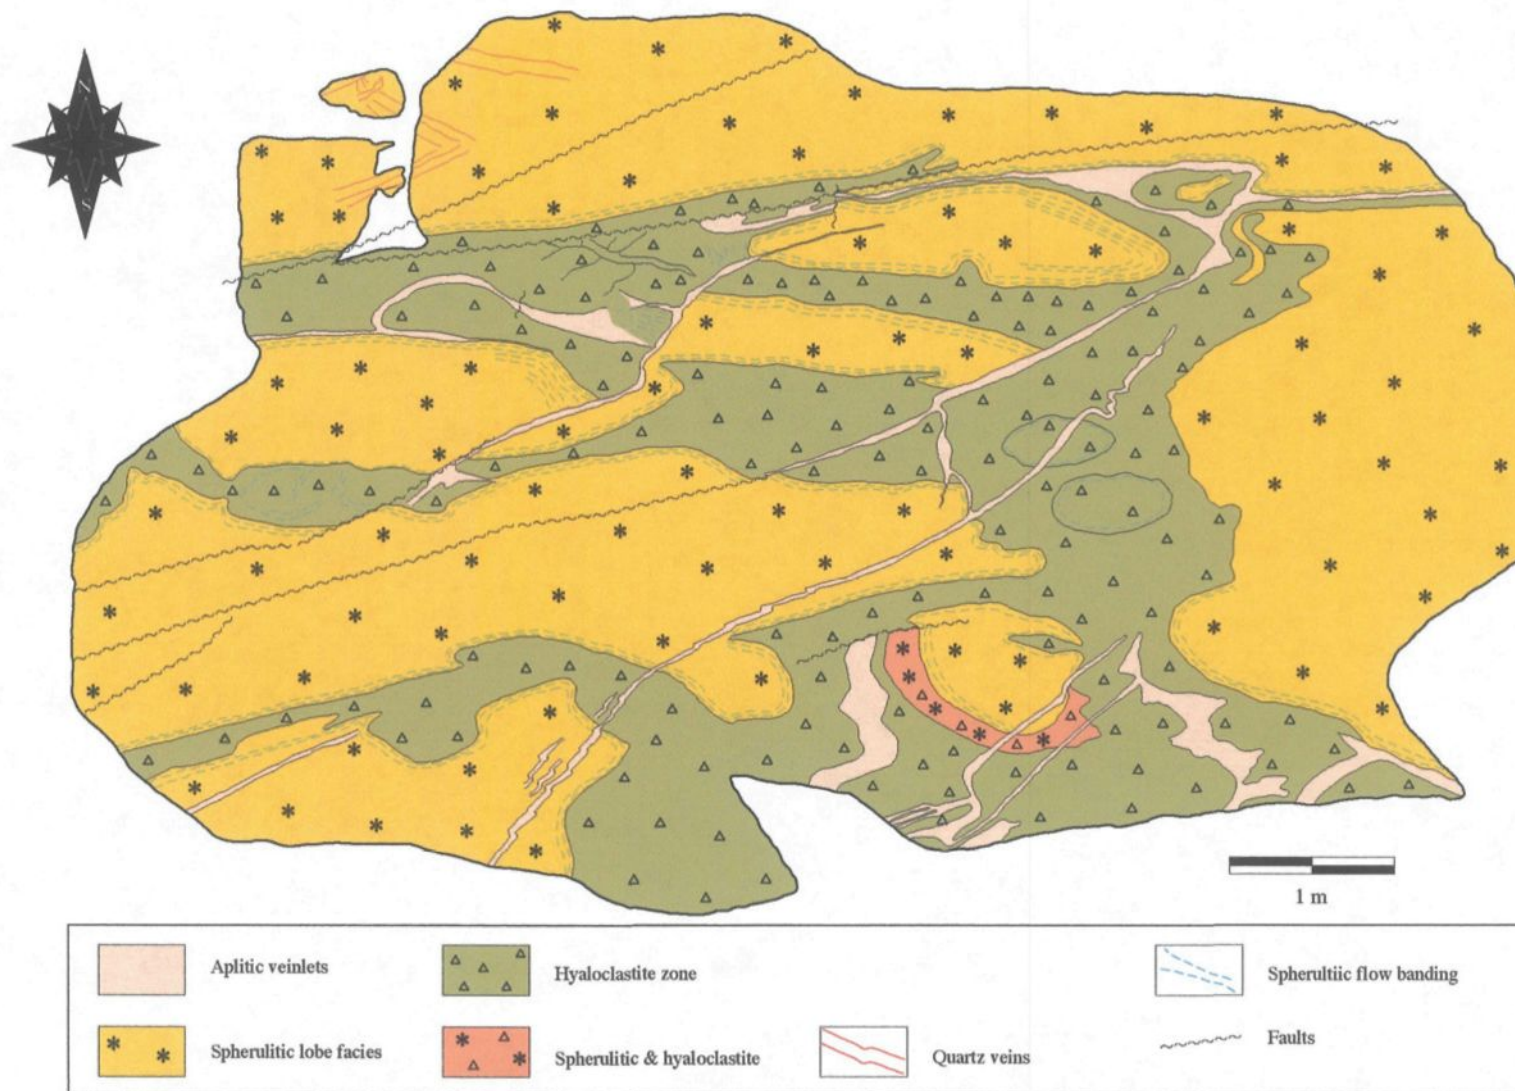 N
S
1 m
Aplitic veinlets
Hyaloclastite zone
Spherultiic flow banding
Spherulitic lobe facies
Spherulitic & hyaloclastite
Quartz veins
Faults